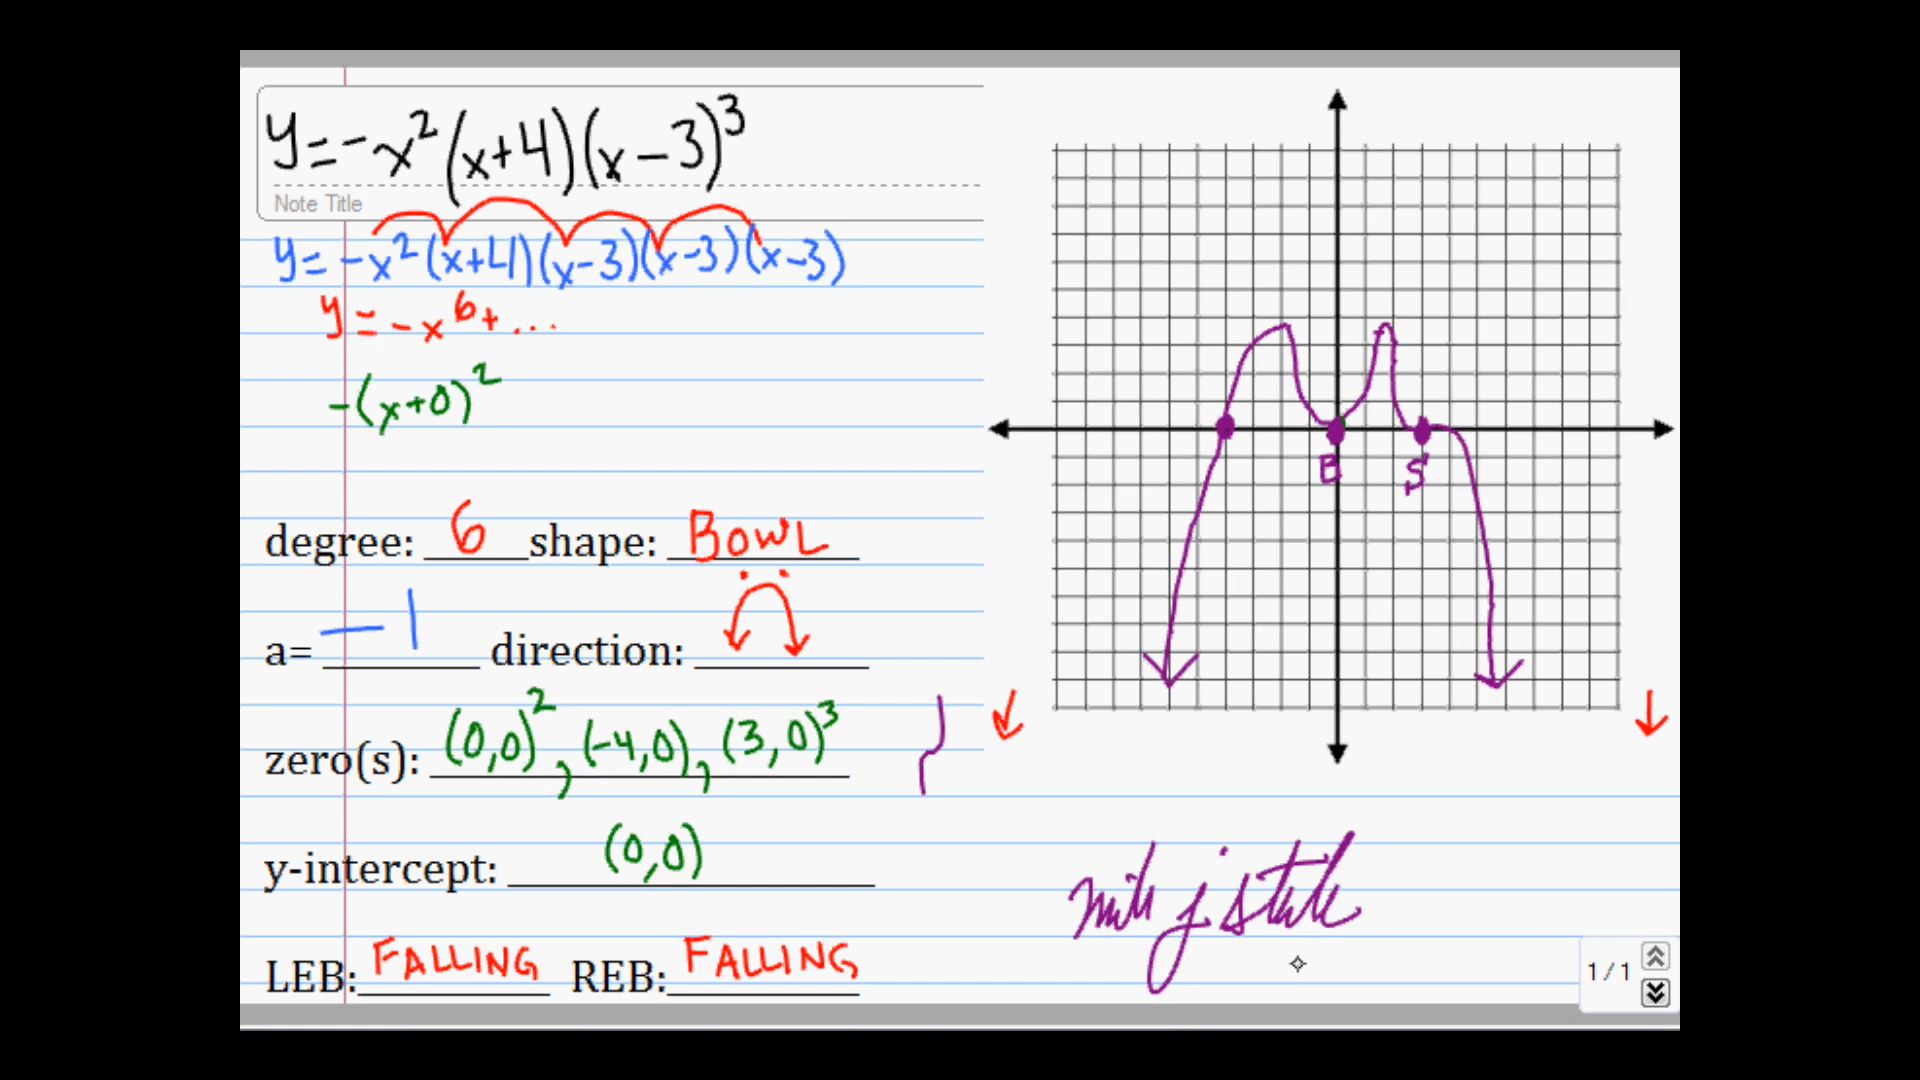 y=-x²(x+4)(x-3)³
Note Title
y=-x²(x+4)(x-3)(x-3)(x-3)
y=-x⁶+...
-(x+0)²
B S
degree: 6 shape: BOWL
a= -1 direction:
zero(s): (0,0)², (-4,0), (3,0)³
y-intercept: (0,0)
LEB: FALLING REB: FALLING
1/1